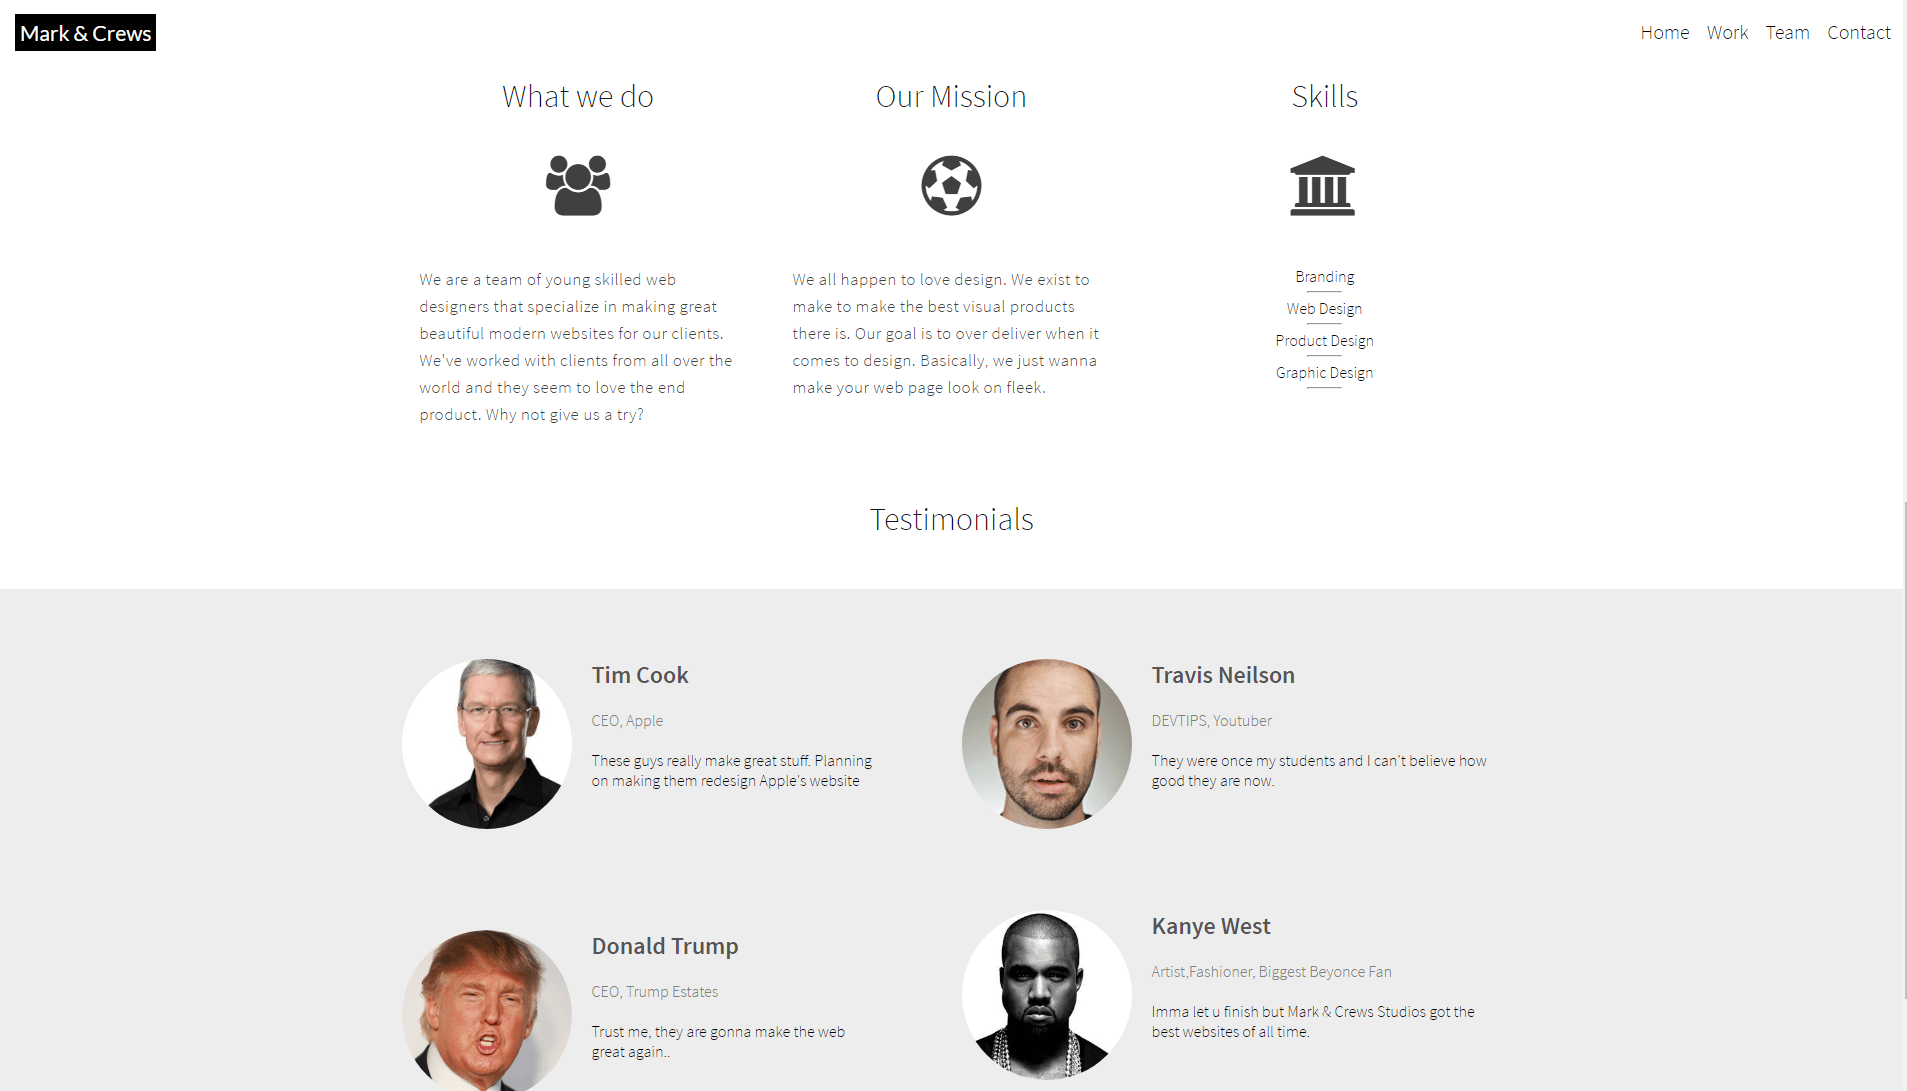 Mark & Crews
Home Work Team Contact
What we do
We are a team of young skilled web
designers that specialize in making great
beautiful modern websites for our clients.
We've worked with clients from all over the
world and they seem to love the end
product. Why not give us a try?
Our Mission
We all happen to love design. We exist to
make to make the best visual products
there is. Our goal is to over deliver when it
comes to design. Basically, we just wanna
make your web page look on fleek.
Skills
Branding
Web Design
Product Design
Graphic Design
Testimonials
Tim Cook
CEO, Apple
These guys really make great stuff. Planning
on making them redesign Apple's website
Travis Neilson
DEVTIPS, Youtuber
They were once my students and I can't believe how
good they are now.
Donald Trump
CEO, Trump Estates
Trust me, they are gonna make the web
great again..
Kanye West
Artist,Fashioner, Biggest Beyonce Fan
Imma let u finish but Mark & Crews Studios got the
best websites of all time.